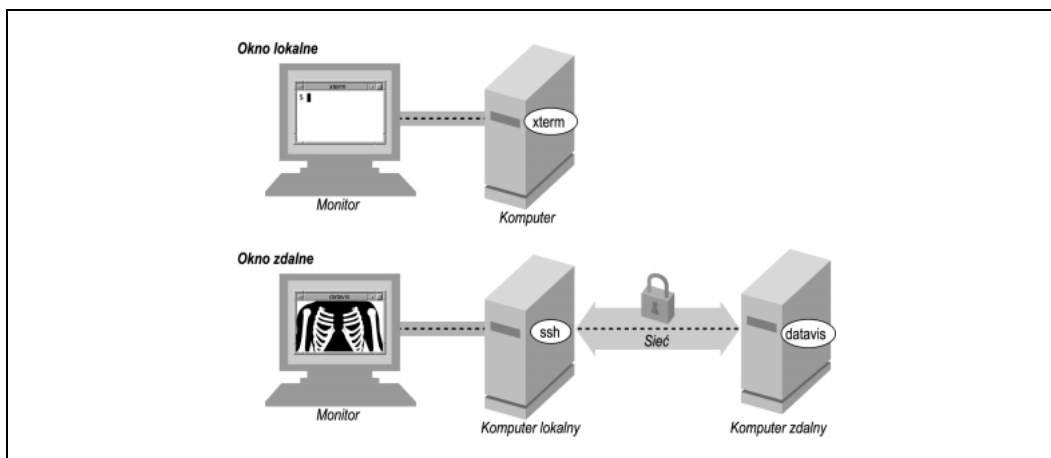 Okno lokalne
xterm
$
xterm
Monitor
Komputer
Okno zdalne
datavis
ssh
Sieć
datavis
Monitor
Komputer lokalny
Komputer zdalny